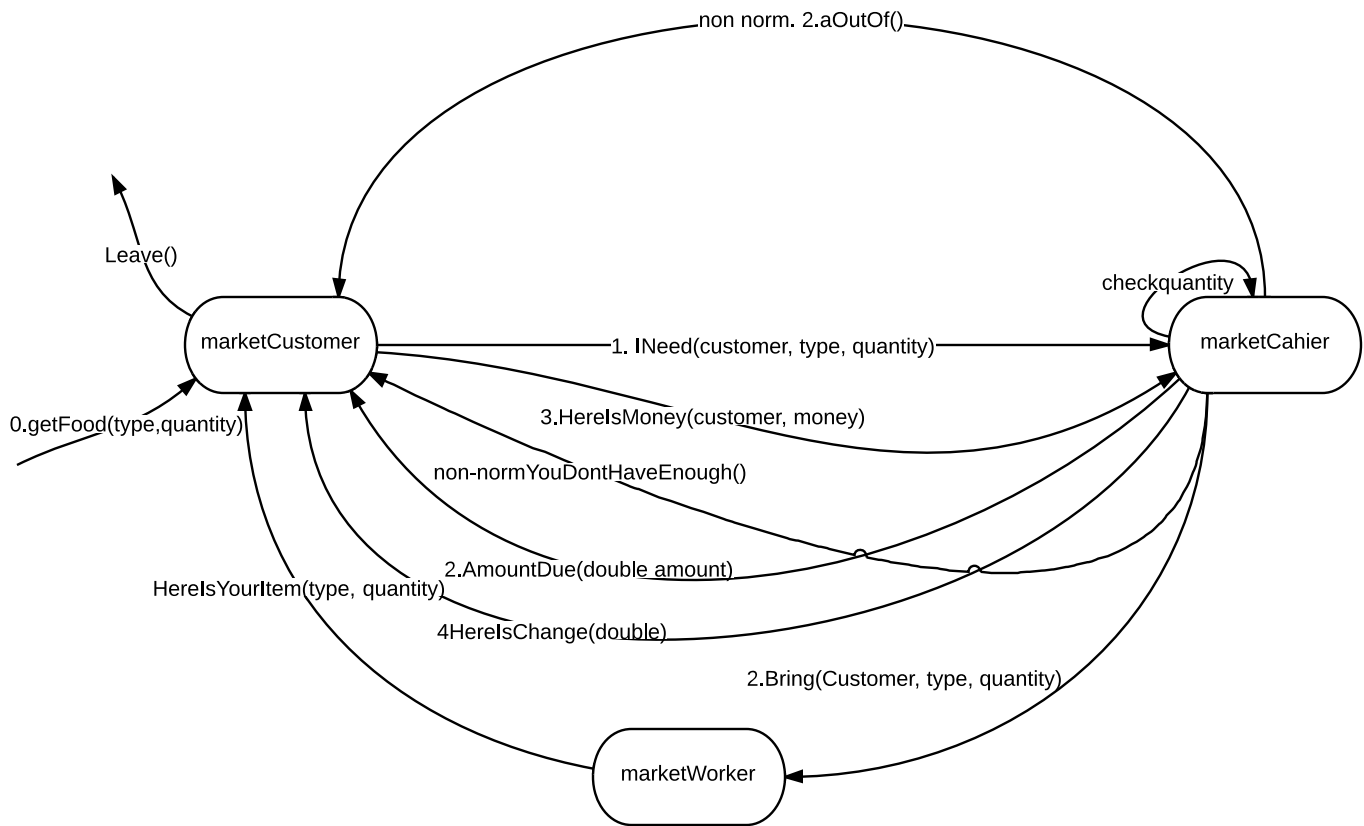 non norm. 2.aOutOf()
Leave()
checkquantity
marketCustomer
1. INeed(customer, type, quantity)
marketCahier
0.getFood(type,quantity)
3.HereIsMoney(customer, money)
non-normYouDontHaveEnough()
2.AmountDue(double amount)
HereIsYourItem(type, quantity)
4HereIsChange(double)
2.Bring(Customer, type, quantity)
marketWorker